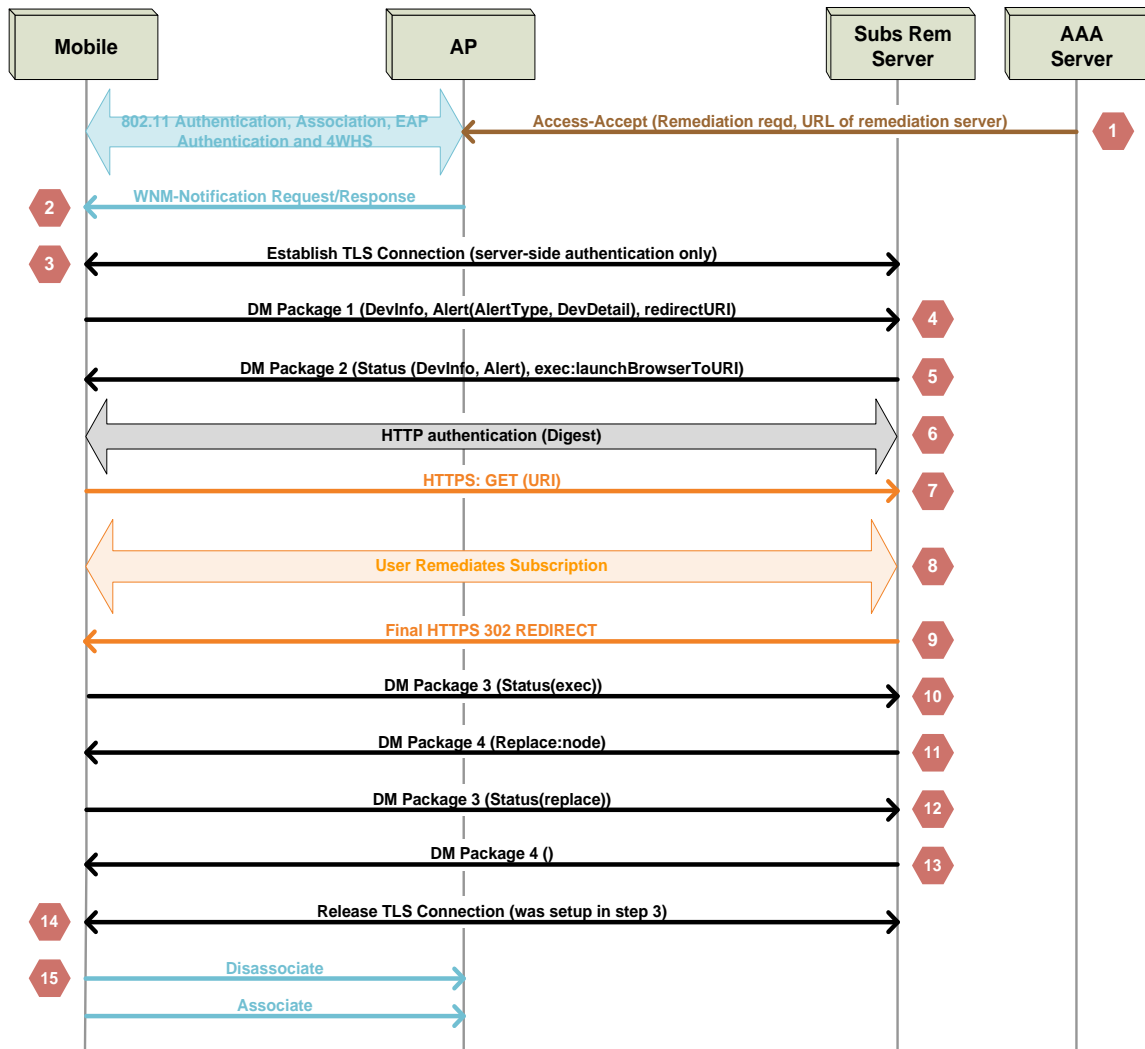 Mobile
AP
Subs Rem
Server
AAA
Server
802.11 Authentication, Association, EAP
Authentication and 4WHS
Access-Accept (Remediation reqd, URL of remediation server)
1
2
WNM-Notification Request/Response
3
Establish TLS Connection (server-side authentication only)
DM Package 1 (DevInfo, Alert(AlertType, DevDetail), redirectURI)
4
DM Package 2 (Status (DevInfo, Alert), exec:launchBrowserToURI)
5
HTTP authentication (Digest)
6
HTTPS: GET (URI)
7
User Remediates Subscription
8
Final HTTPS 302 REDIRECT
9
DM Package 3 (Status(exec))
10
DM Package 4 (Replace:node)
11
DM Package 3 (Status(replace))
12
DM Package 4 ()
13
14
Release TLS Connection (was setup in step 3)
15
Disassociate
Associate